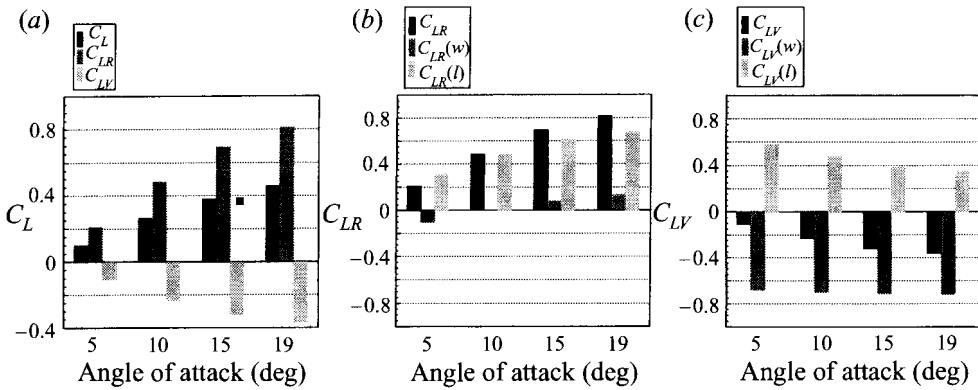 (a)
C_L
C_LR
C_LV
0.8
0.4
C_L
0
−0.4
5 10 15 19
Angle of attack (deg)
(b)
C_LR
C_LR(w)
C_LR(l)
0.8
0.4
0
C_LR
−0.4
−0.8
5 10 15 19
Angle of attack (deg)
(c)
C_LV
C_LV(w)
C_LV(l)
0.8
0.4
0
C_LV
−0.4
−0.8
5 10 15 19
Angle of attack (deg)